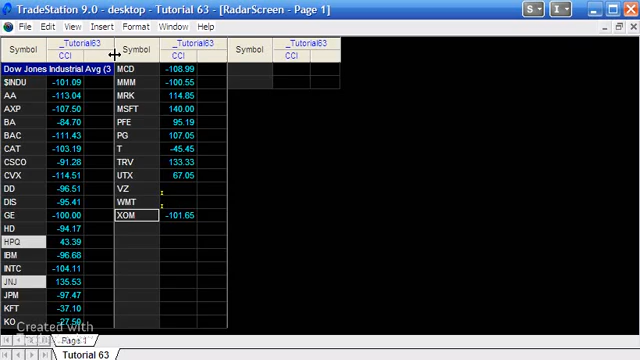 TradeStation 9.0 - desktop - Tutorial 63 - [RadarScreen - Page 1]
S I
File Edit View Insert Format Window Help
Symbol _Tutorial63 Symbol _Tutorial63 Symbol _Tutorial63
CCI CCI CCI
Dow Jones Industrial Avg (3 MCD -108.99
$INDU -101.09 MMM -100.55
AA -113.04 MRK 114.85
AXP -107.50 MSFT 140.00
BA -84.70 PFE 95.19
BAC -111.43 PG 107.05
CAT -103.19 T -45.45
CSCO -91.28 TRV 133.33
CVX -114.51 UTX 67.05
DD -96.51 VZ
DIS -95.41 WMT
GE -100.00 XOM -101.65
HD -94.17
HPQ 43.39
IBM -96.68
INTC -104.11
JNJ 135.53
JPM -97.47
KFT -37.10
KO -27.50
Created with
Page 1
Tutorial 63